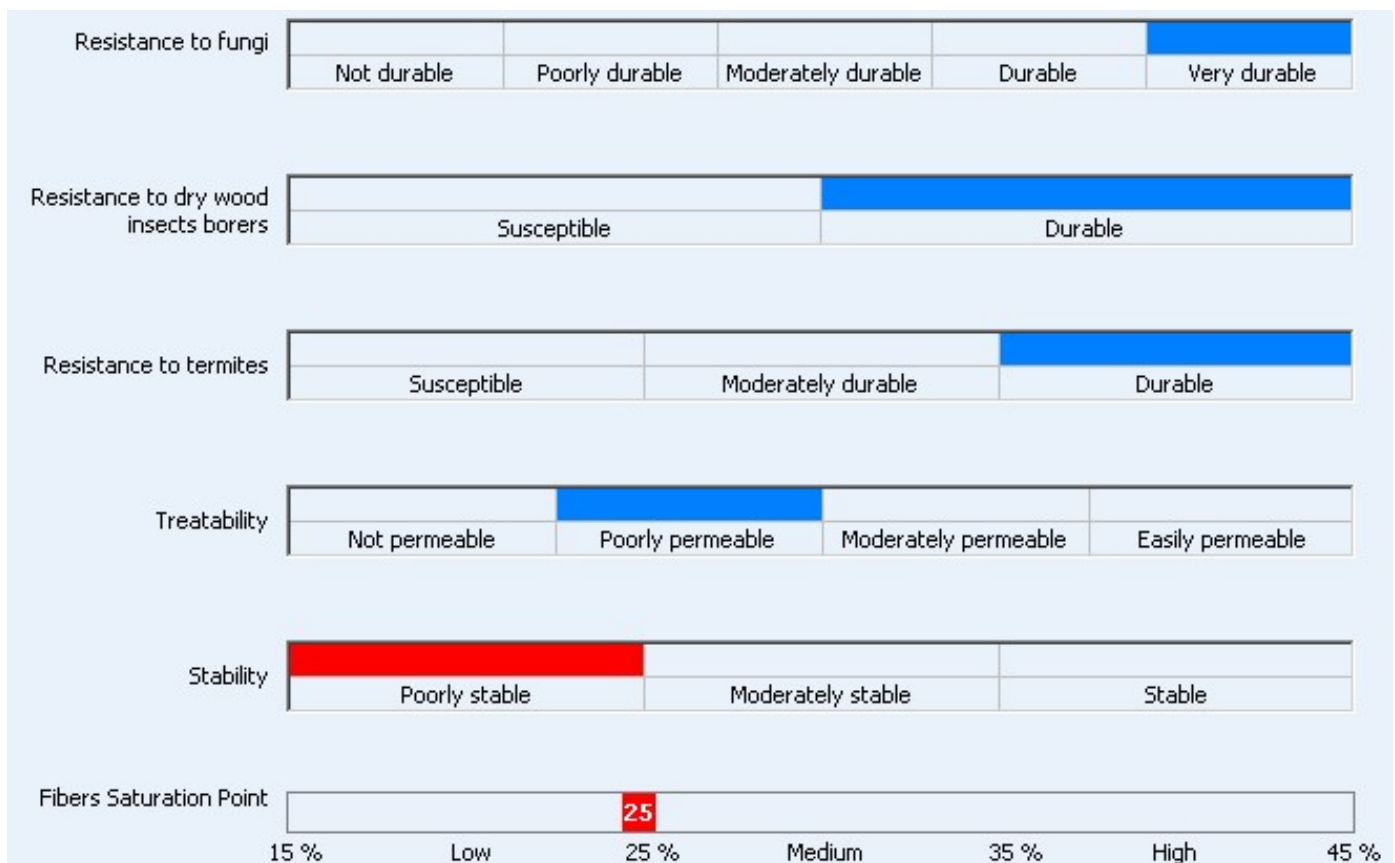 Resistance to fungi
Not durable Poorly durable Moderately durable Durable Very durable
Resistance to dry wood
insects borers
Susceptible Durable
Resistance to termites
Susceptible Moderately durable Durable
Treatability
Not permeable Poorly permeable Moderately permeable Easily permeable
Stability
Poorly stable Moderately stable Stable
Fibers Saturation Point
25
15 % Low 25 % Medium 35 % High 45 %